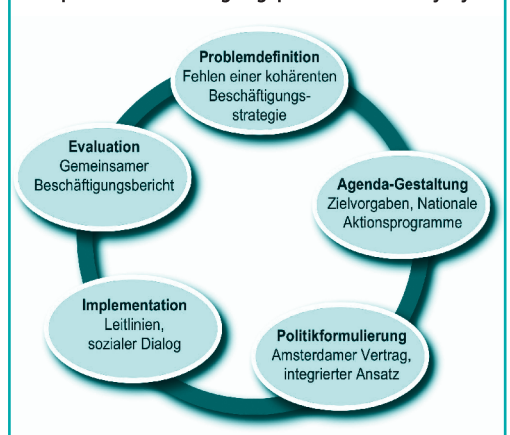 Problemdefinition
Fehlen einer kohärenten
Beschäftigungs-
strategie
Agenda-Gestaltung
Zielvorgaben, Nationale
Aktionsprogramme
Politikformulierung
Amsterdamer Vertrag,
integrierter Ansatz
Implementation
Leitlinien,
sozialer Dialog
Evaluation
Gemeinsamer
Beschäftigungsbericht